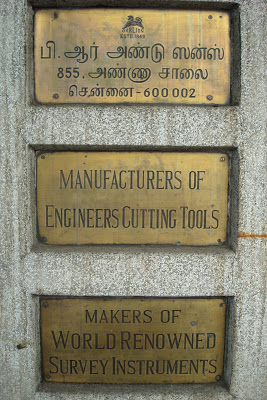 பி. ஆர் அண்டு ஸன்ஸ்
855, அண்ணு சாலை
சென்னை-600 002
MANUFACTURERS OF
ENGINEERS CUTTING TOOLS
MAKERS OF
WORLD RENOWNED
SURVEY INSTRUMENTS